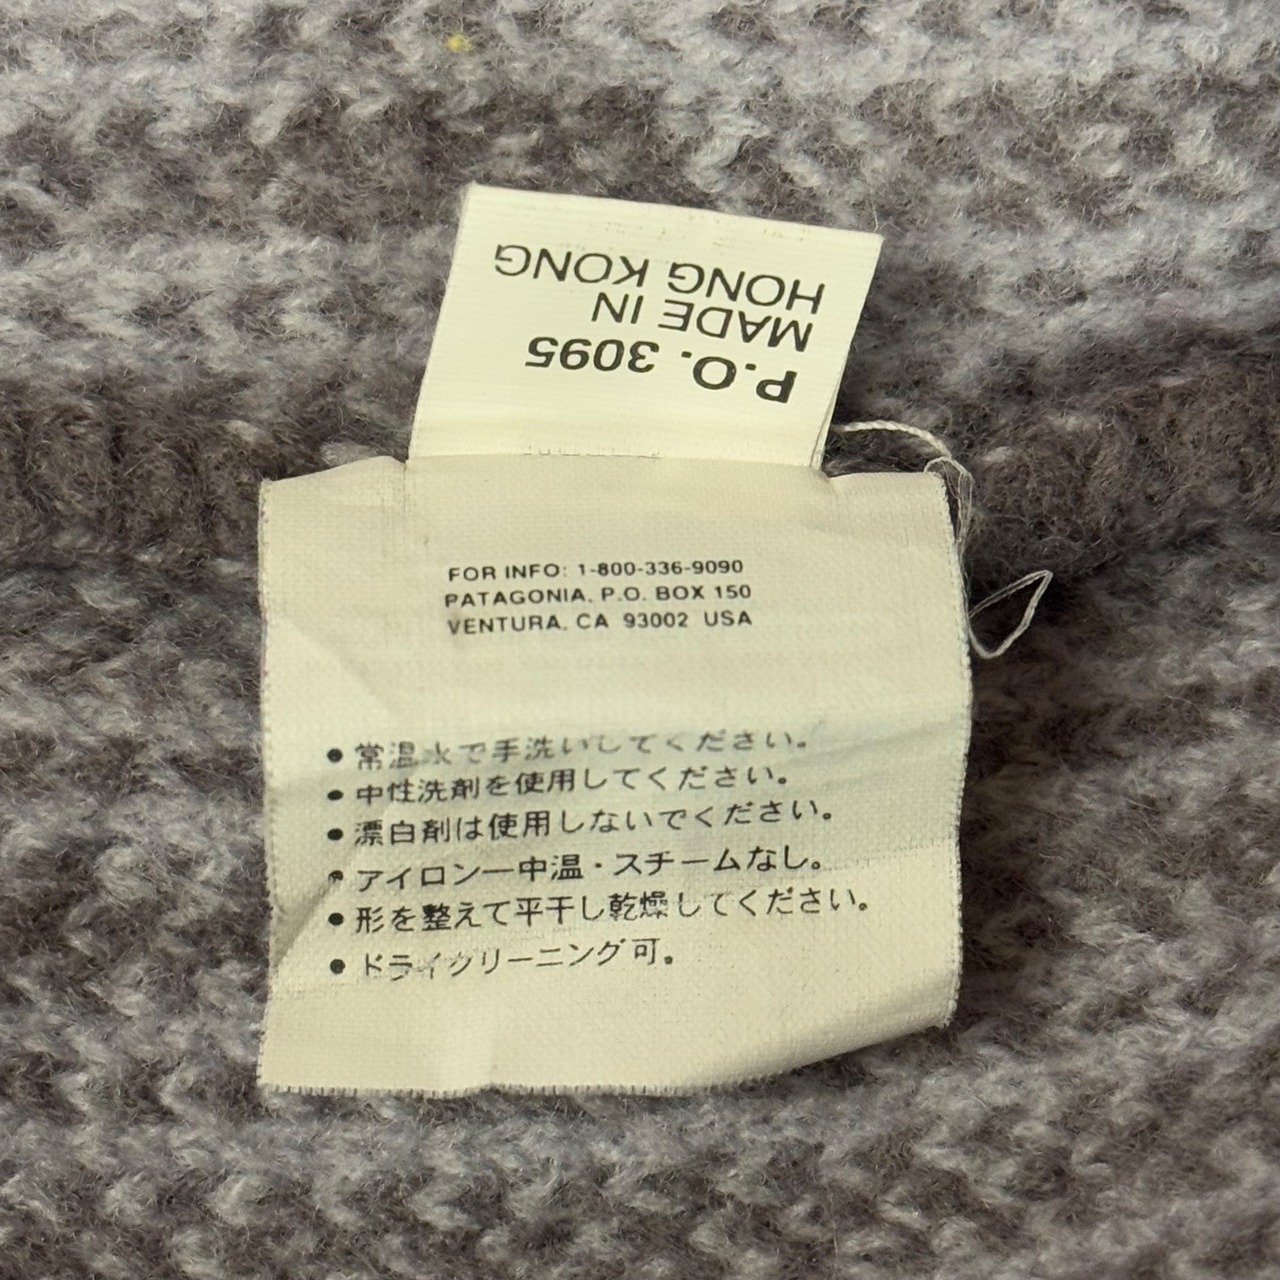 P.O. 3095
MADE IN
HONG KONG
FOR INFO: 1-800-336-9090
PATAGONIA, P.O. BOX 150
VENTURA, CA 93002 USA
• 常温水で手洗いしてください。
• 中性洗剤を使用してください。
• 漂白剤は使用しないでください。
• アイロン一中温・スチームなし。
• 形を整えて平干し乾燥してください。
• ドライクリーニング可。